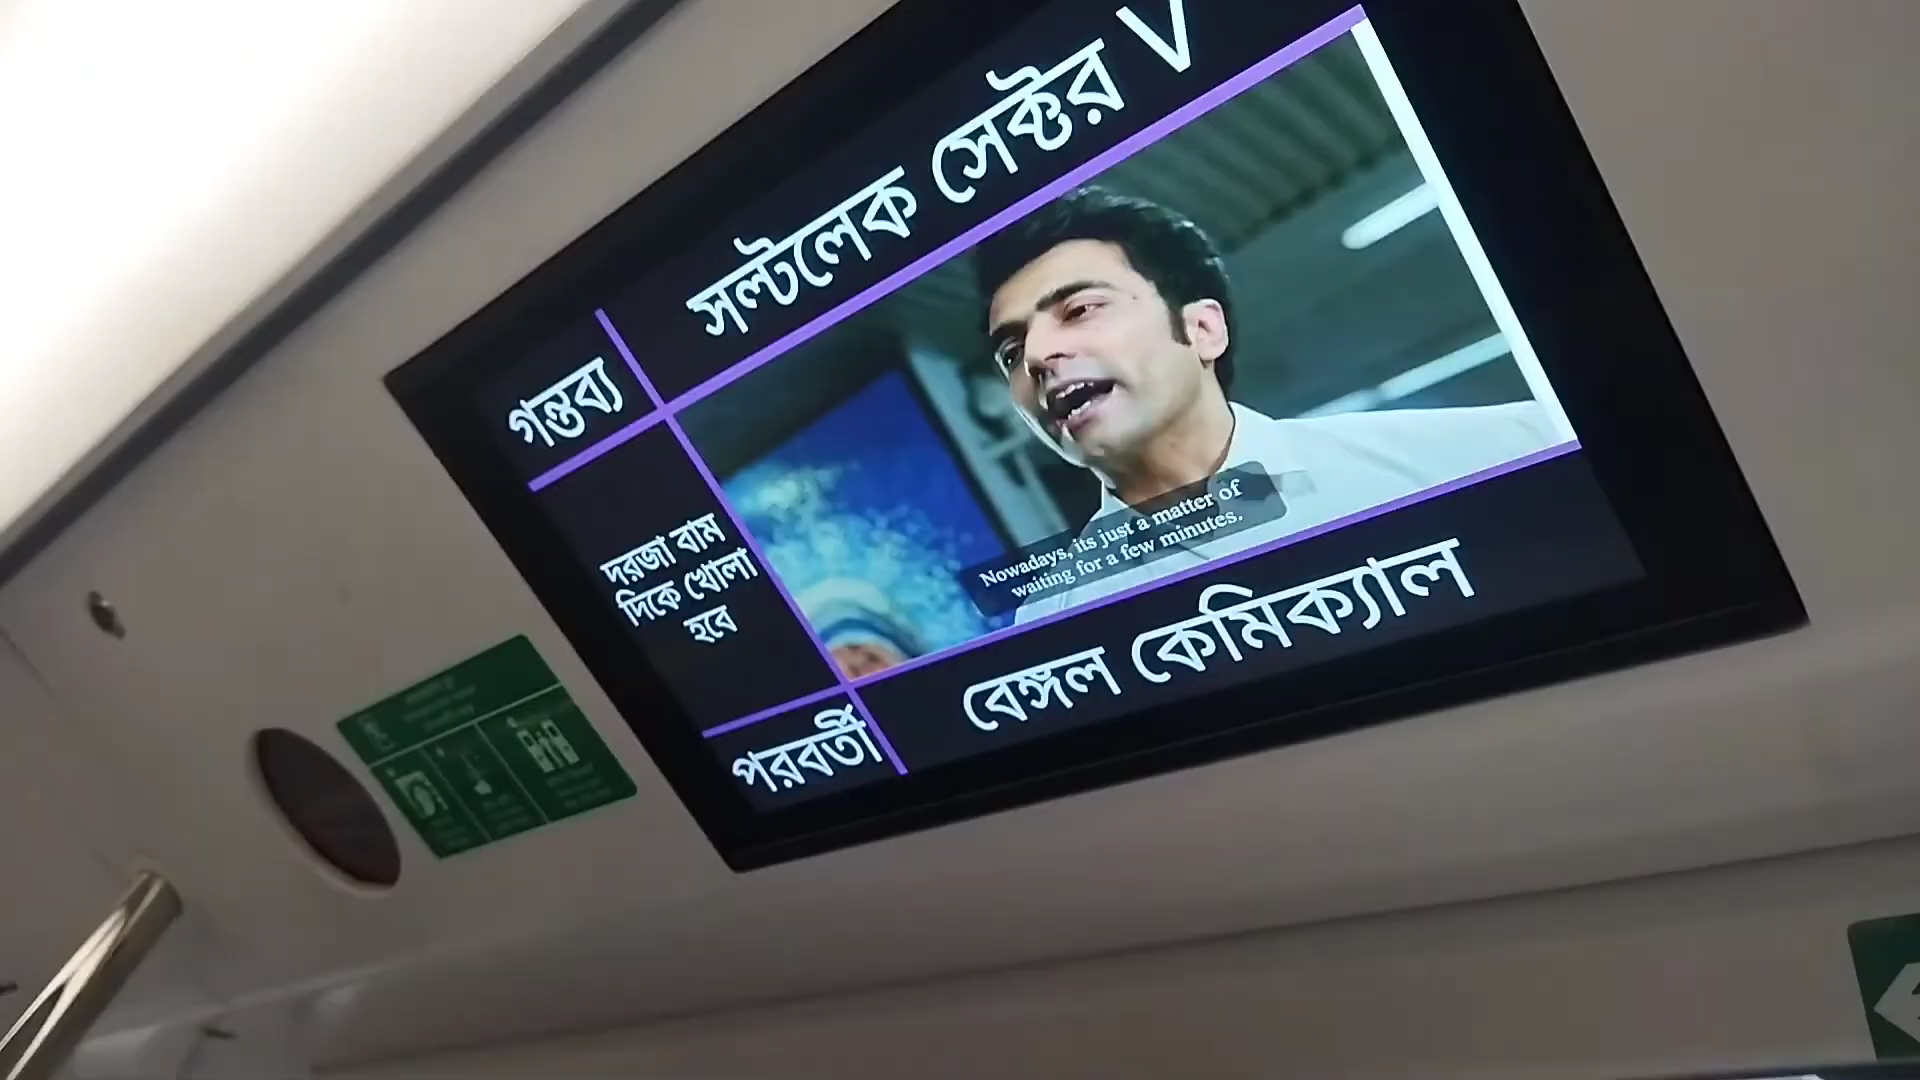 গন্তব্য
সল্টলেক সেক্টর V
দরজা বাম
দিকে খোলা
হবে
Nowadays, its just a matter of
waiting for a few minutes.
পরবর্তী
বেঙ্গল কেমিক্যাল